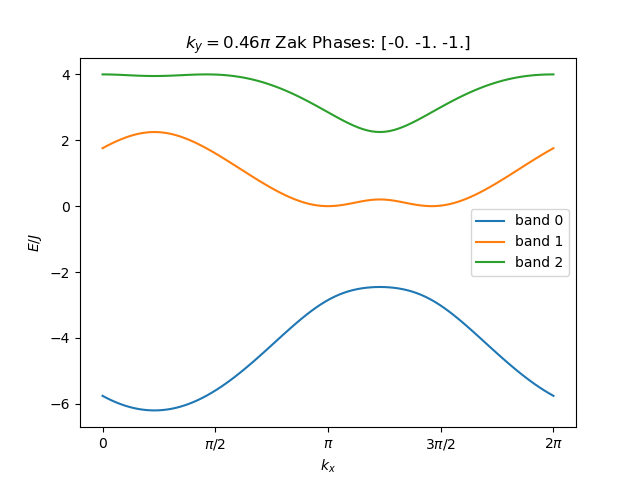 k_y = 0.46π Zak Phases: [-0. -1. -1.]
4
2
0
−2
−4
−6
E/J
band 0
band 1
band 2
0
π/2
π
3π/2
2π
k_x